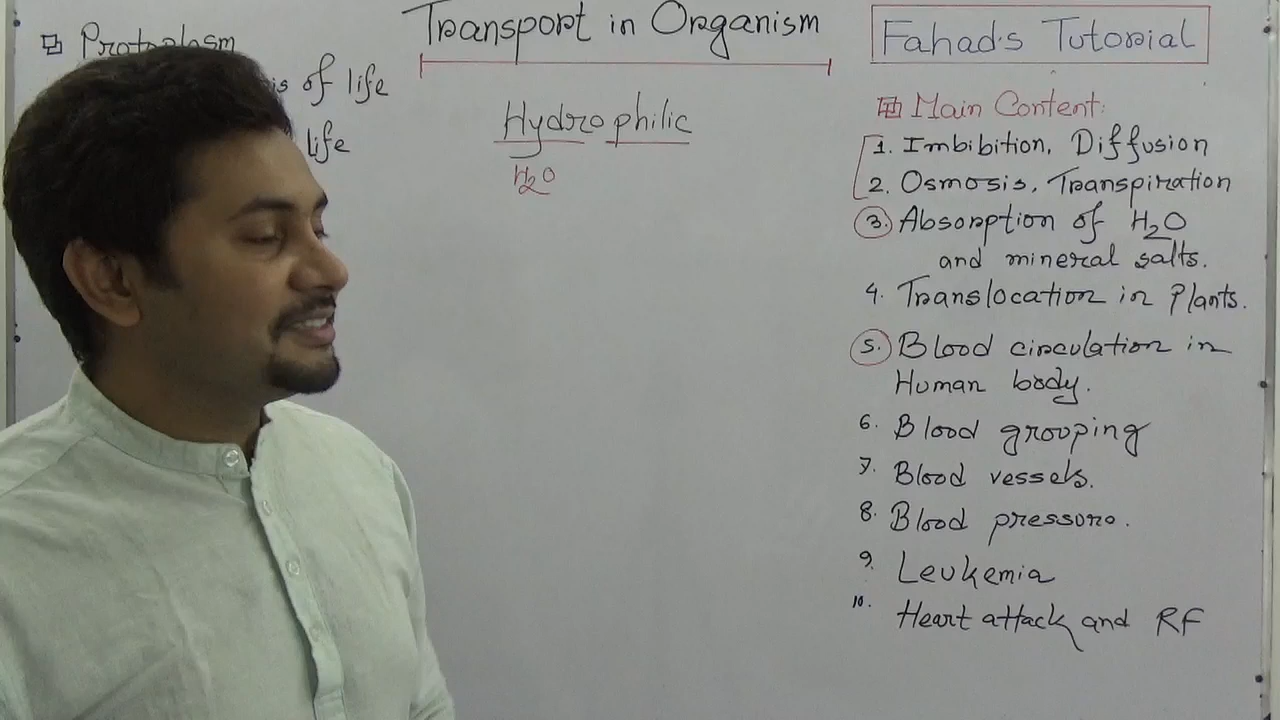 Protoplasm
of life
life
Transport in Organism
Hydrophilic
H2O
Fahad's Tutorial
Main Content:
1. Imbibition, Diffusion
2. Osmosis, Transpiration
3. Absorption of H2O
and mineral salts.
4. Translocation in Plants.
5. Blood circulation in
Human body.
6. Blood grouping
7. Blood vessels.
8. Blood pressure.
9. Leukemia
10. Heart attack and RF